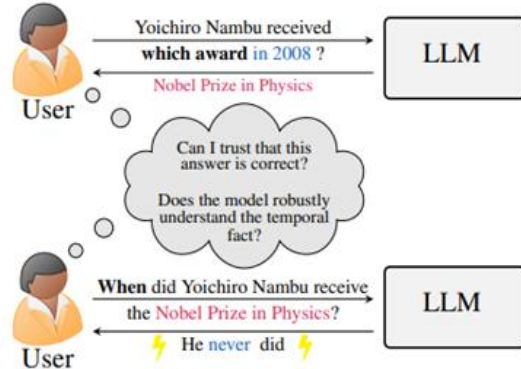 Yoichiro Nambu received
which award in 2008 ?
Nobel Prize in Physics
LLM
User
Can I trust that this
answer is correct?
Does the model robustly
understand the temporal
fact?
When did Yoichiro Nambu receive
the Nobel Prize in Physics?
He never did
LLM
User